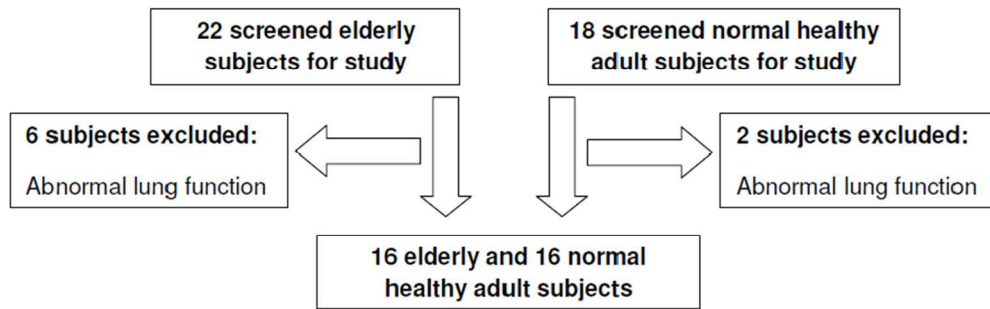 22 screened elderly
subjects for study
18 screened normal healthy
adult subjects for study
6 subjects excluded:
Abnormal lung function
2 subjects excluded:
Abnormal lung function
16 elderly and 16 normal
healthy adult subjects